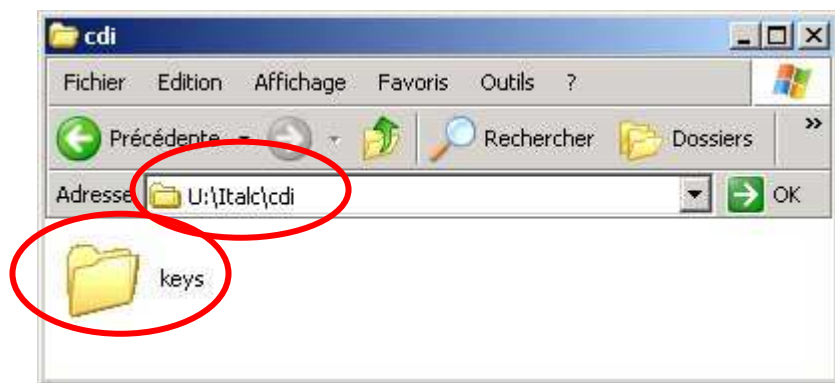 cdi
Fichier Edition Affichage Favoris Outils ?
Précédente Rechercher Dossiers »
Adresse U:\Italc\cdi OK
keys